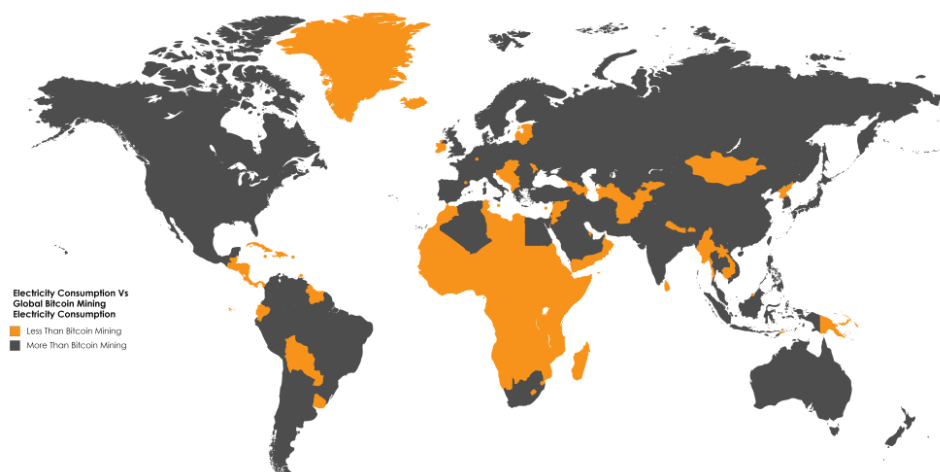 Electricity Consumption Vs
Global Bitcoin Mining
Electricity Consumption
Less Than Bitcoin Mining
More Than Bitcoin Mining